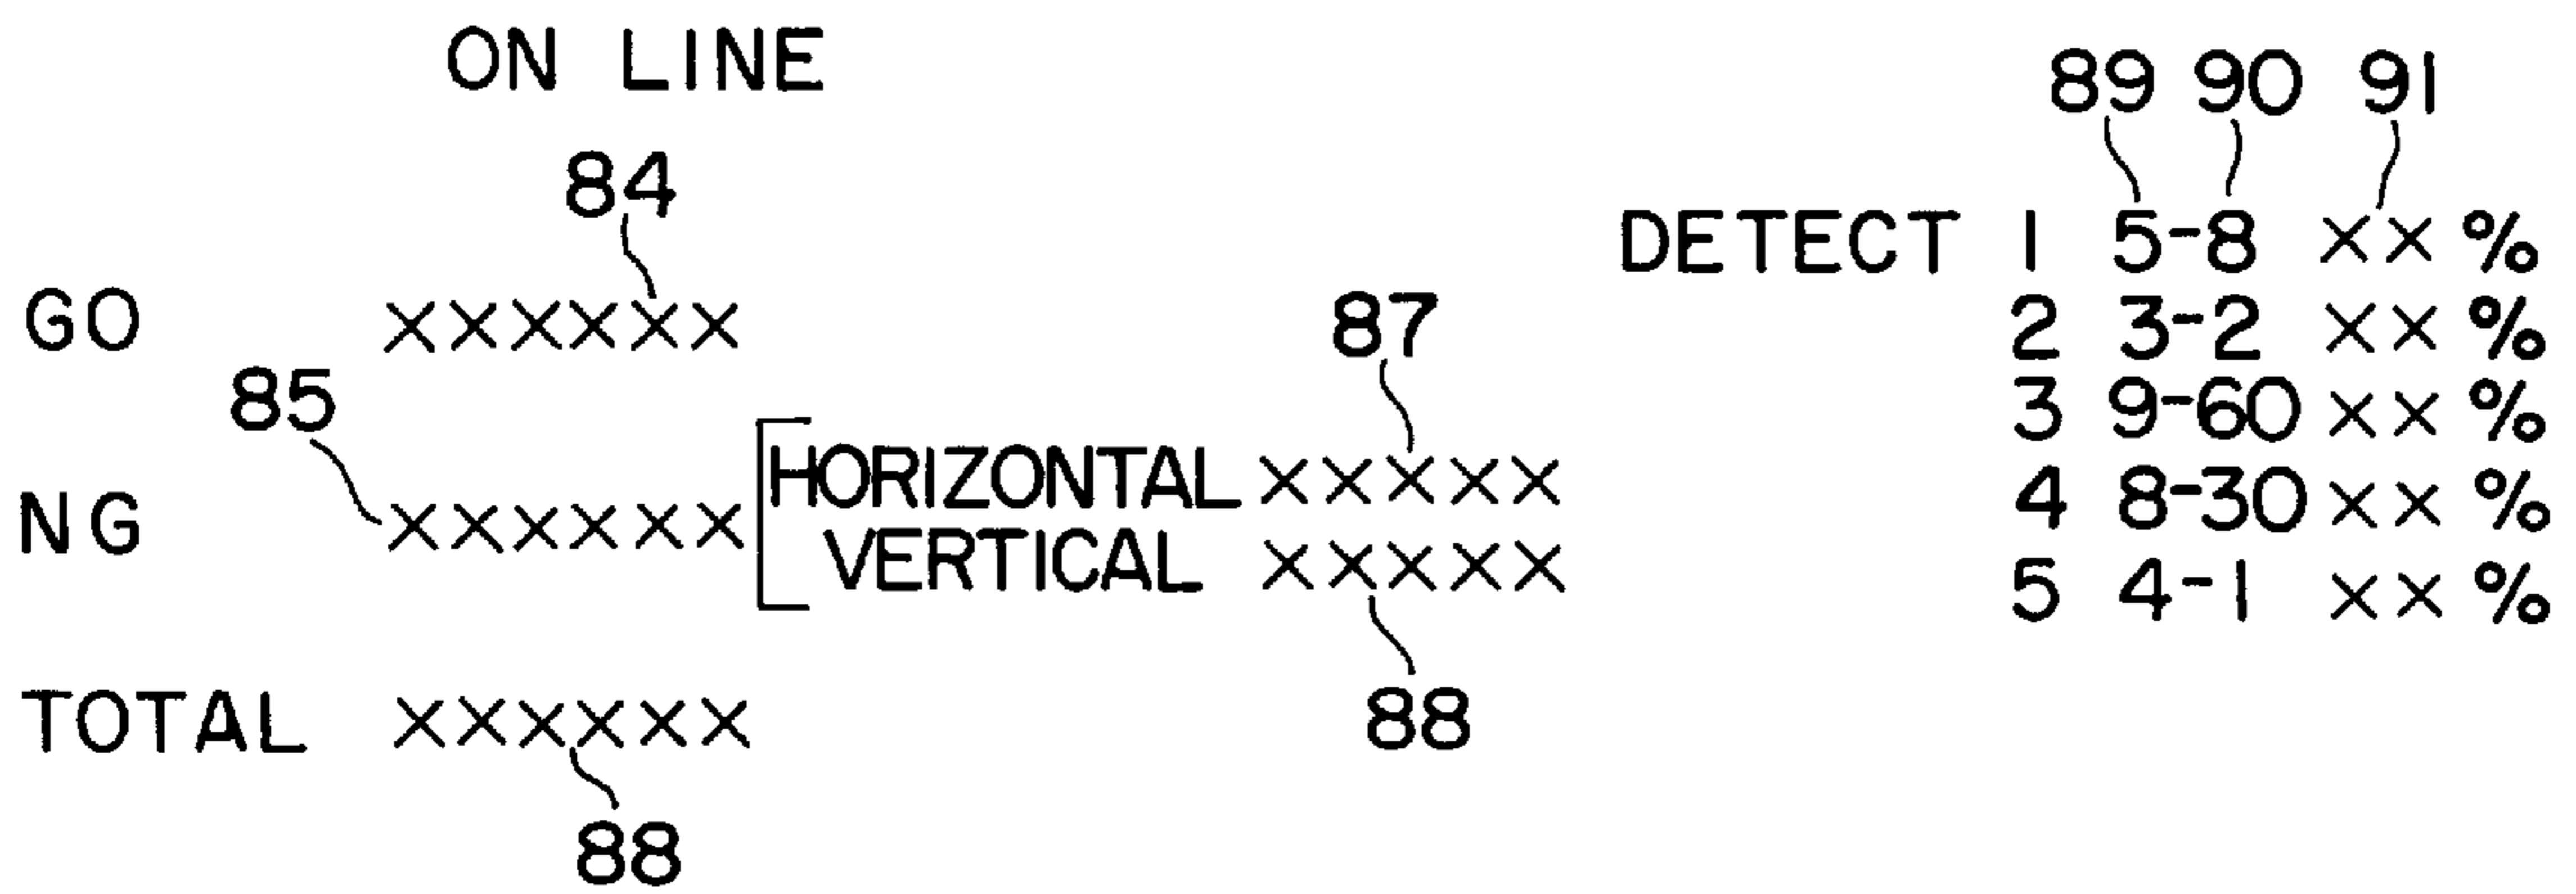 ON LINE
89 90 91
84
DETECT 1 5-8 ××%
GO ×××××× 
87
2 3-2 ××%
85
3 9-60 ××%
HORIZONTAL ×××××
4 8-30 ××%
NG ××××××
VERTICAL ×××××
5 4-1 ××%
TOTAL ××××××
88
88